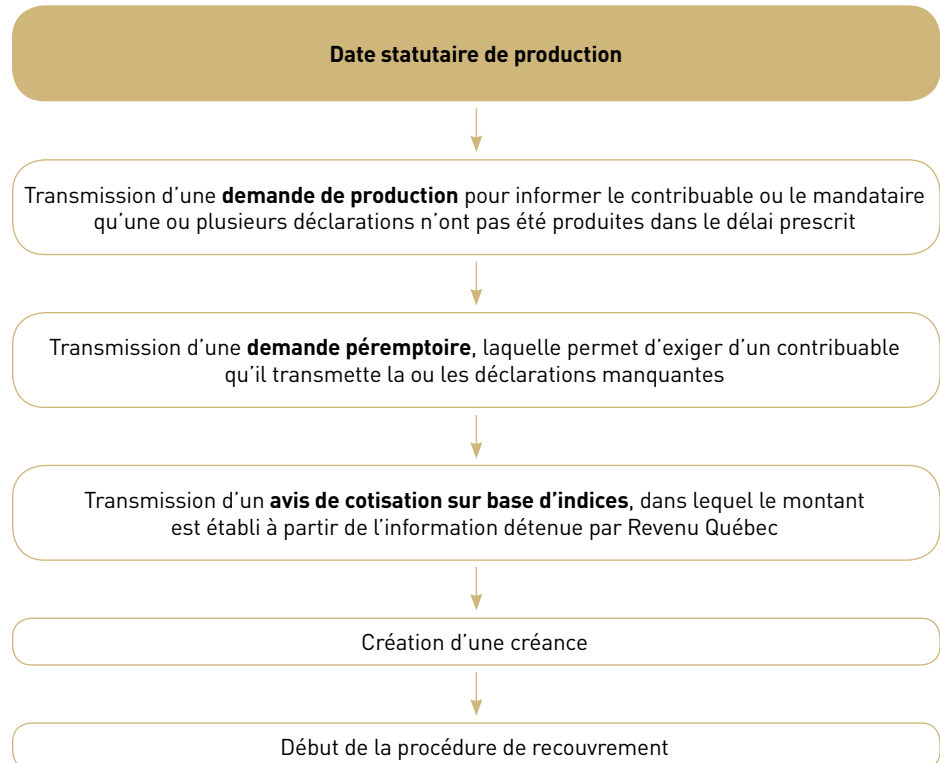 Date statutaire de production
Transmission d’une demande de production pour informer le contribuable ou le mandataire
qu’une ou plusieurs déclarations n’ont pas été produites dans le délai prescrit
Transmission d’une demande péremptoire, laquelle permet d’exiger d’un contribuable
qu’il transmette la ou les déclarations manquantes
Transmission d’un avis de cotisation sur base d’indices, dans lequel le montant
est établi à partir de l’information détenue par Revenu Québec
Création d’une créance
Début de la procédure de recouvrement